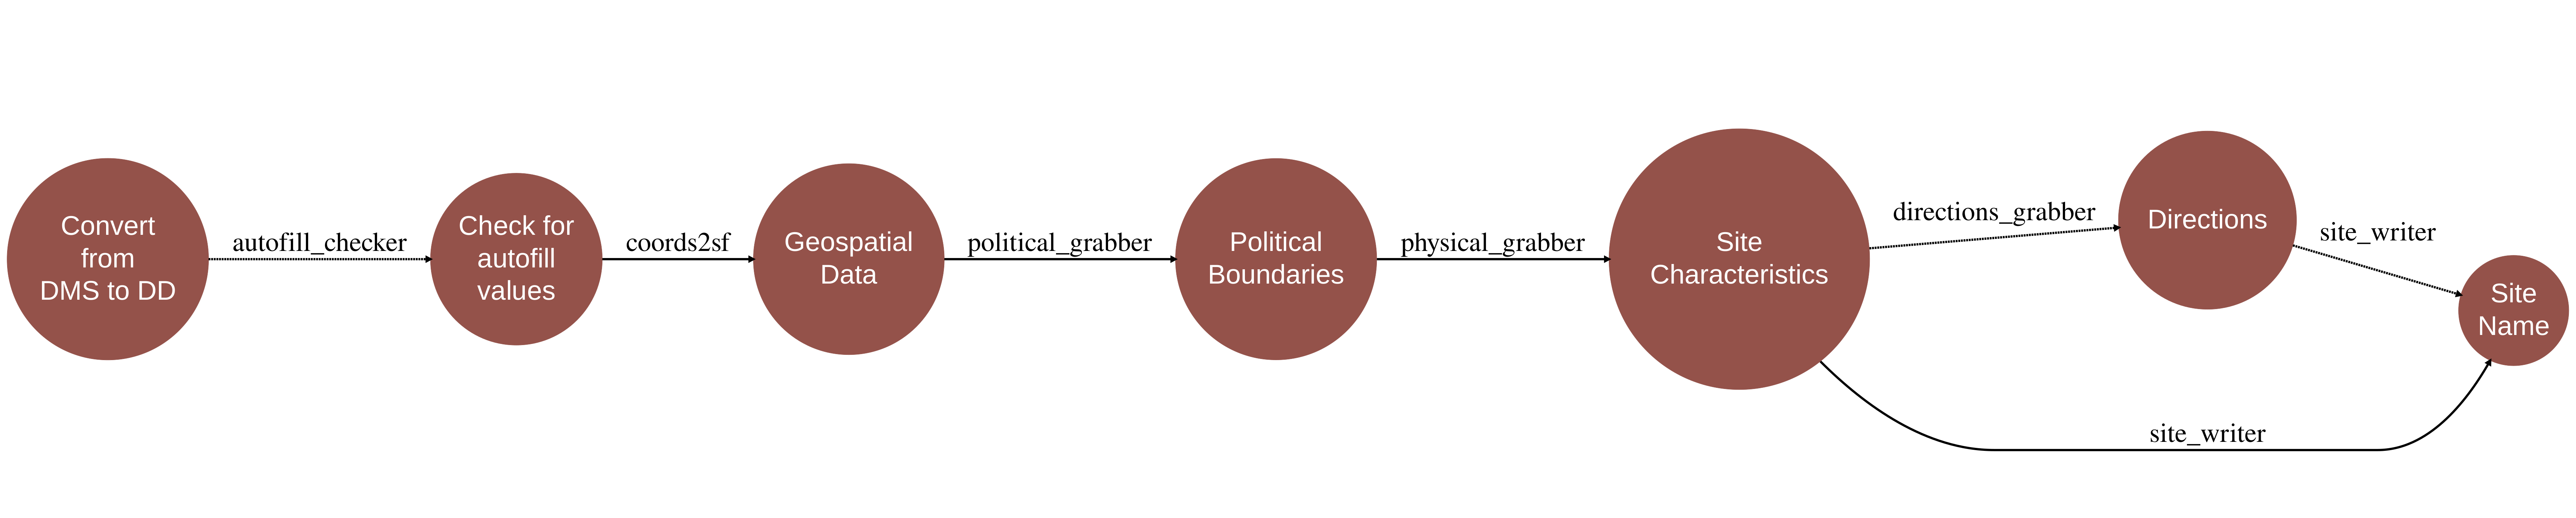 Convert
from
DMS to DD
autofill_checker
Check for
autofill
values
coords2sf
Geospatial
Data
political_grabber
Political
Boundaries
physical_grabber
Site
Characteristics
directions_grabber
Directions
site_writer
site_writer
Site
Name